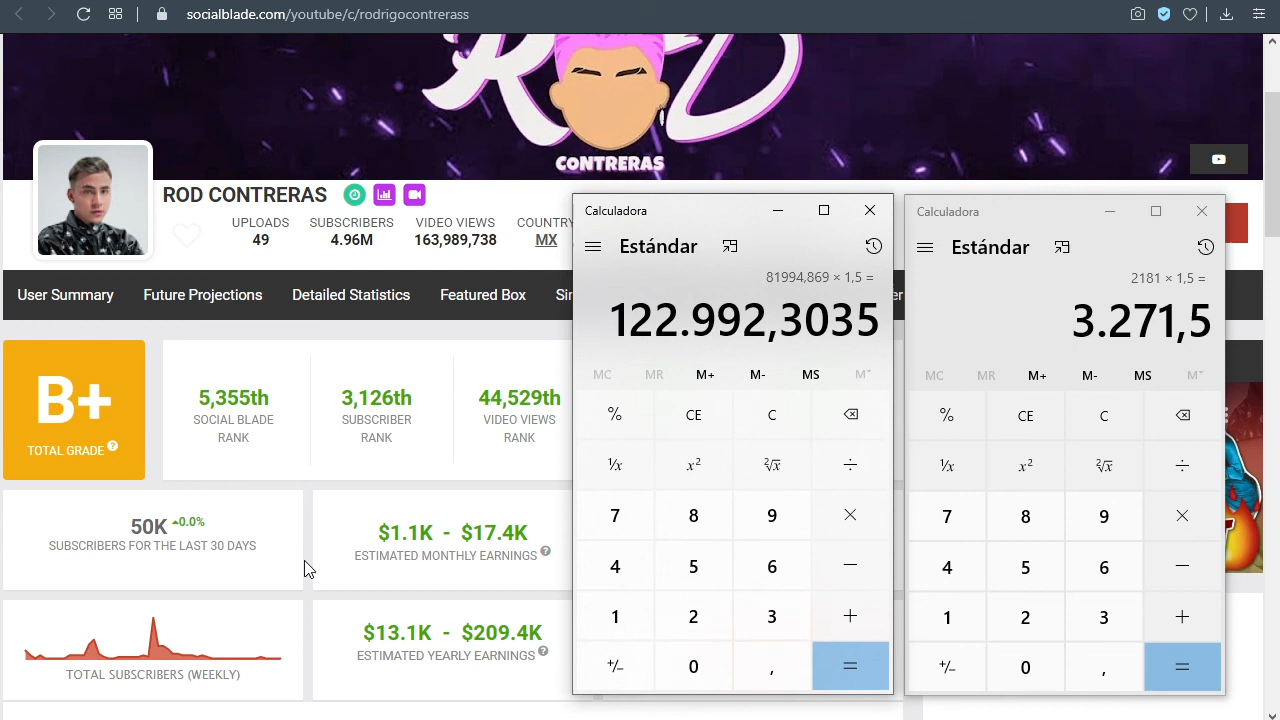 socialblade.com/youtube/c/rodrigocontrerass
ROD
CONTRERAS
ROD CONTRERAS
UPLOADS
49
SUBSCRIBERS
4.96M
VIDEO VIEWS
163,989,738
COUNTRY
MX
User Summary
Future Projections
Detailed Statistics
Featured Box
B+
TOTAL GRADE ?
5,355th
SOCIAL BLADE
RANK
3,126th
SUBSCRIBER
RANK
44,529th
VIDEO VIEWS
RANK
50K 0.0%
SUBSCRIBERS FOR THE LAST 30 DAYS
$1.1K - $17.4K
ESTIMATED MONTHLY EARNINGS ?
TOTAL SUBSCRIBERS (WEEKLY)
$13.1K - $209.4K
ESTIMATED YEARLY EARNINGS ?
Calculadora
Estándar
81994,869 × 1,5 =
122.992,3035
MC MR M+ M- MS M˅
% CE C
¹/x x² ²√x ÷
7 8 9 ×
4 5 6 −
1 2 3 +
+/− 0 , =
Calculadora
Estándar
2181 × 1,5 =
3.271,5
MC MR M+ M- MS M˅
% CE C
¹/x x² ²√x ÷
7 8 9 ×
4 5 6 −
1 2 3 +
+/− 0 , =